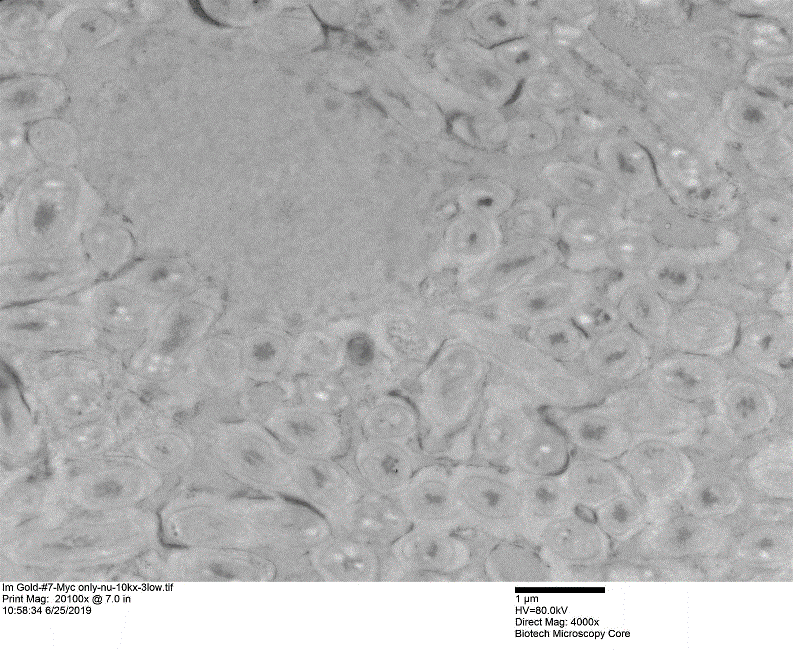 Im Gold-#7-Myc only-nu-10kx-3low.tif
Print Mag:  20100x @ 7.0 in
10:58:34 6/25/2019
1 µm
HV=80.0kV
Direct Mag: 4000x
Biotech Microscopy Core